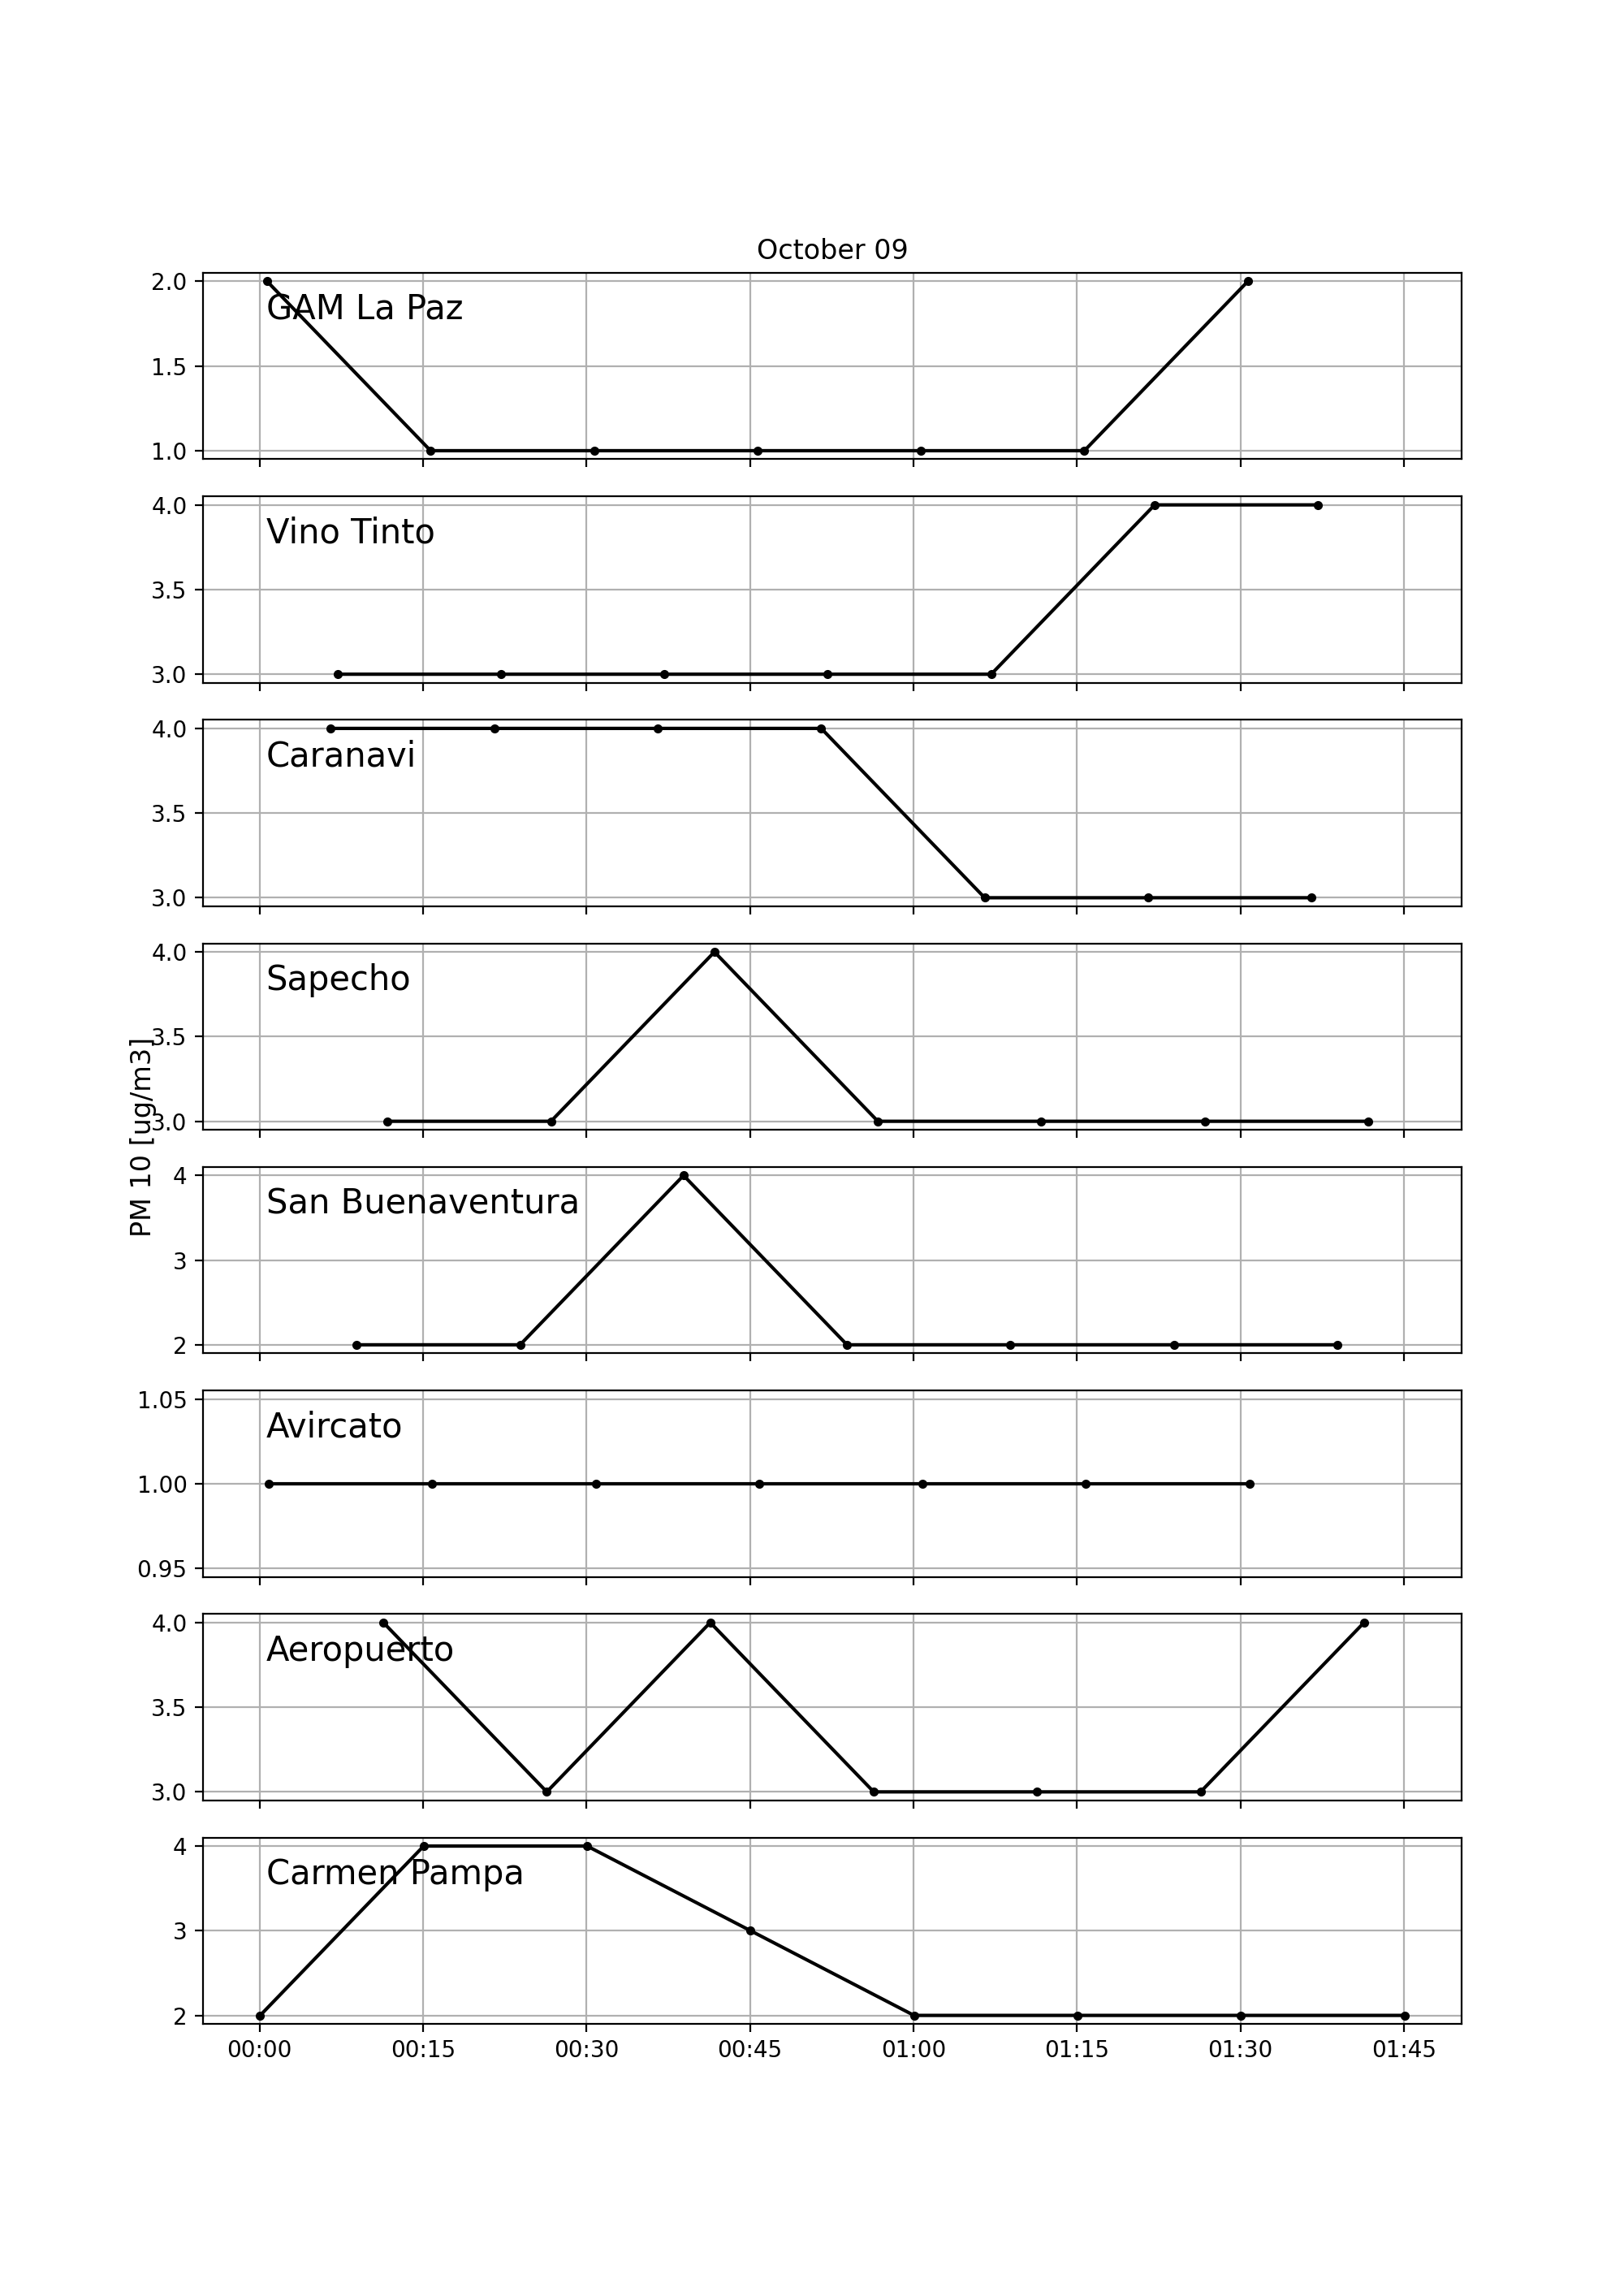 October 09
2.0
GAM La Paz
1.5
1.0
4.0
Vino Tinto
3.5
3.0
4.0
Caranavi
3.5
3.0
4.0
Sapecho
3.5
3.0
PM 10 [ug/m3]
4
San Buenaventura
3
2
1.05
Avircato
1.00
0.95
4.0
Aeropuerto
3.5
3.0
4
Carmen Pampa
3
2
00:00 00:15 00:30 00:45 01:00 01:15 01:30 01:45